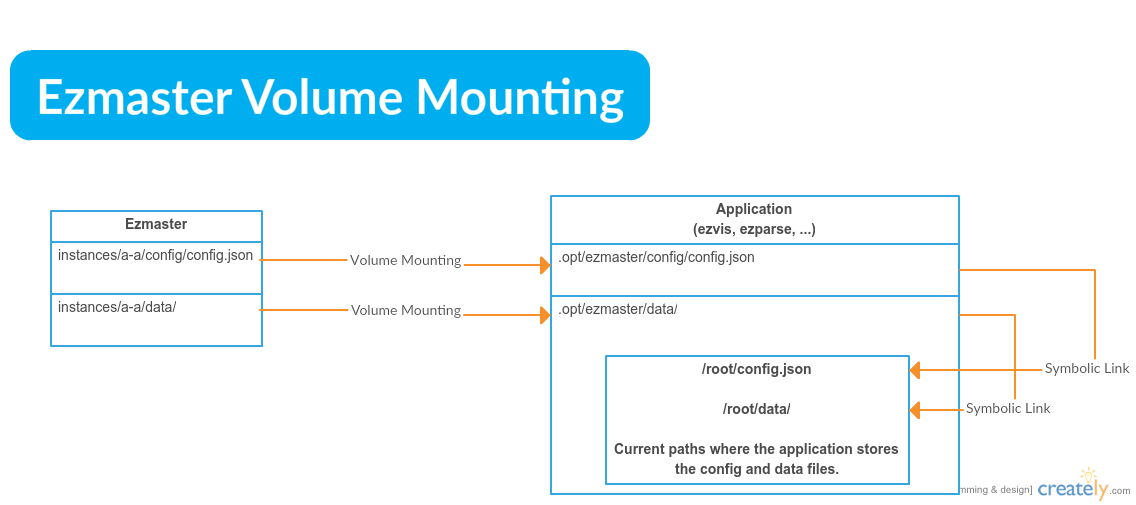 Ezmaster Volume Mounting
Ezmaster
instances/a-a/config/config.json
instances/a-a/data/
Volume Mounting
Volume Mounting
Application
(ezvis, ezparse, ...)
.opt/ezmaster/config/config.json
.opt/ezmaster/data/
/root/config.json
/root/data/
Current paths where the application stores
the config and data files.
Symbolic Link
Symbolic Link
& design]
creately.com